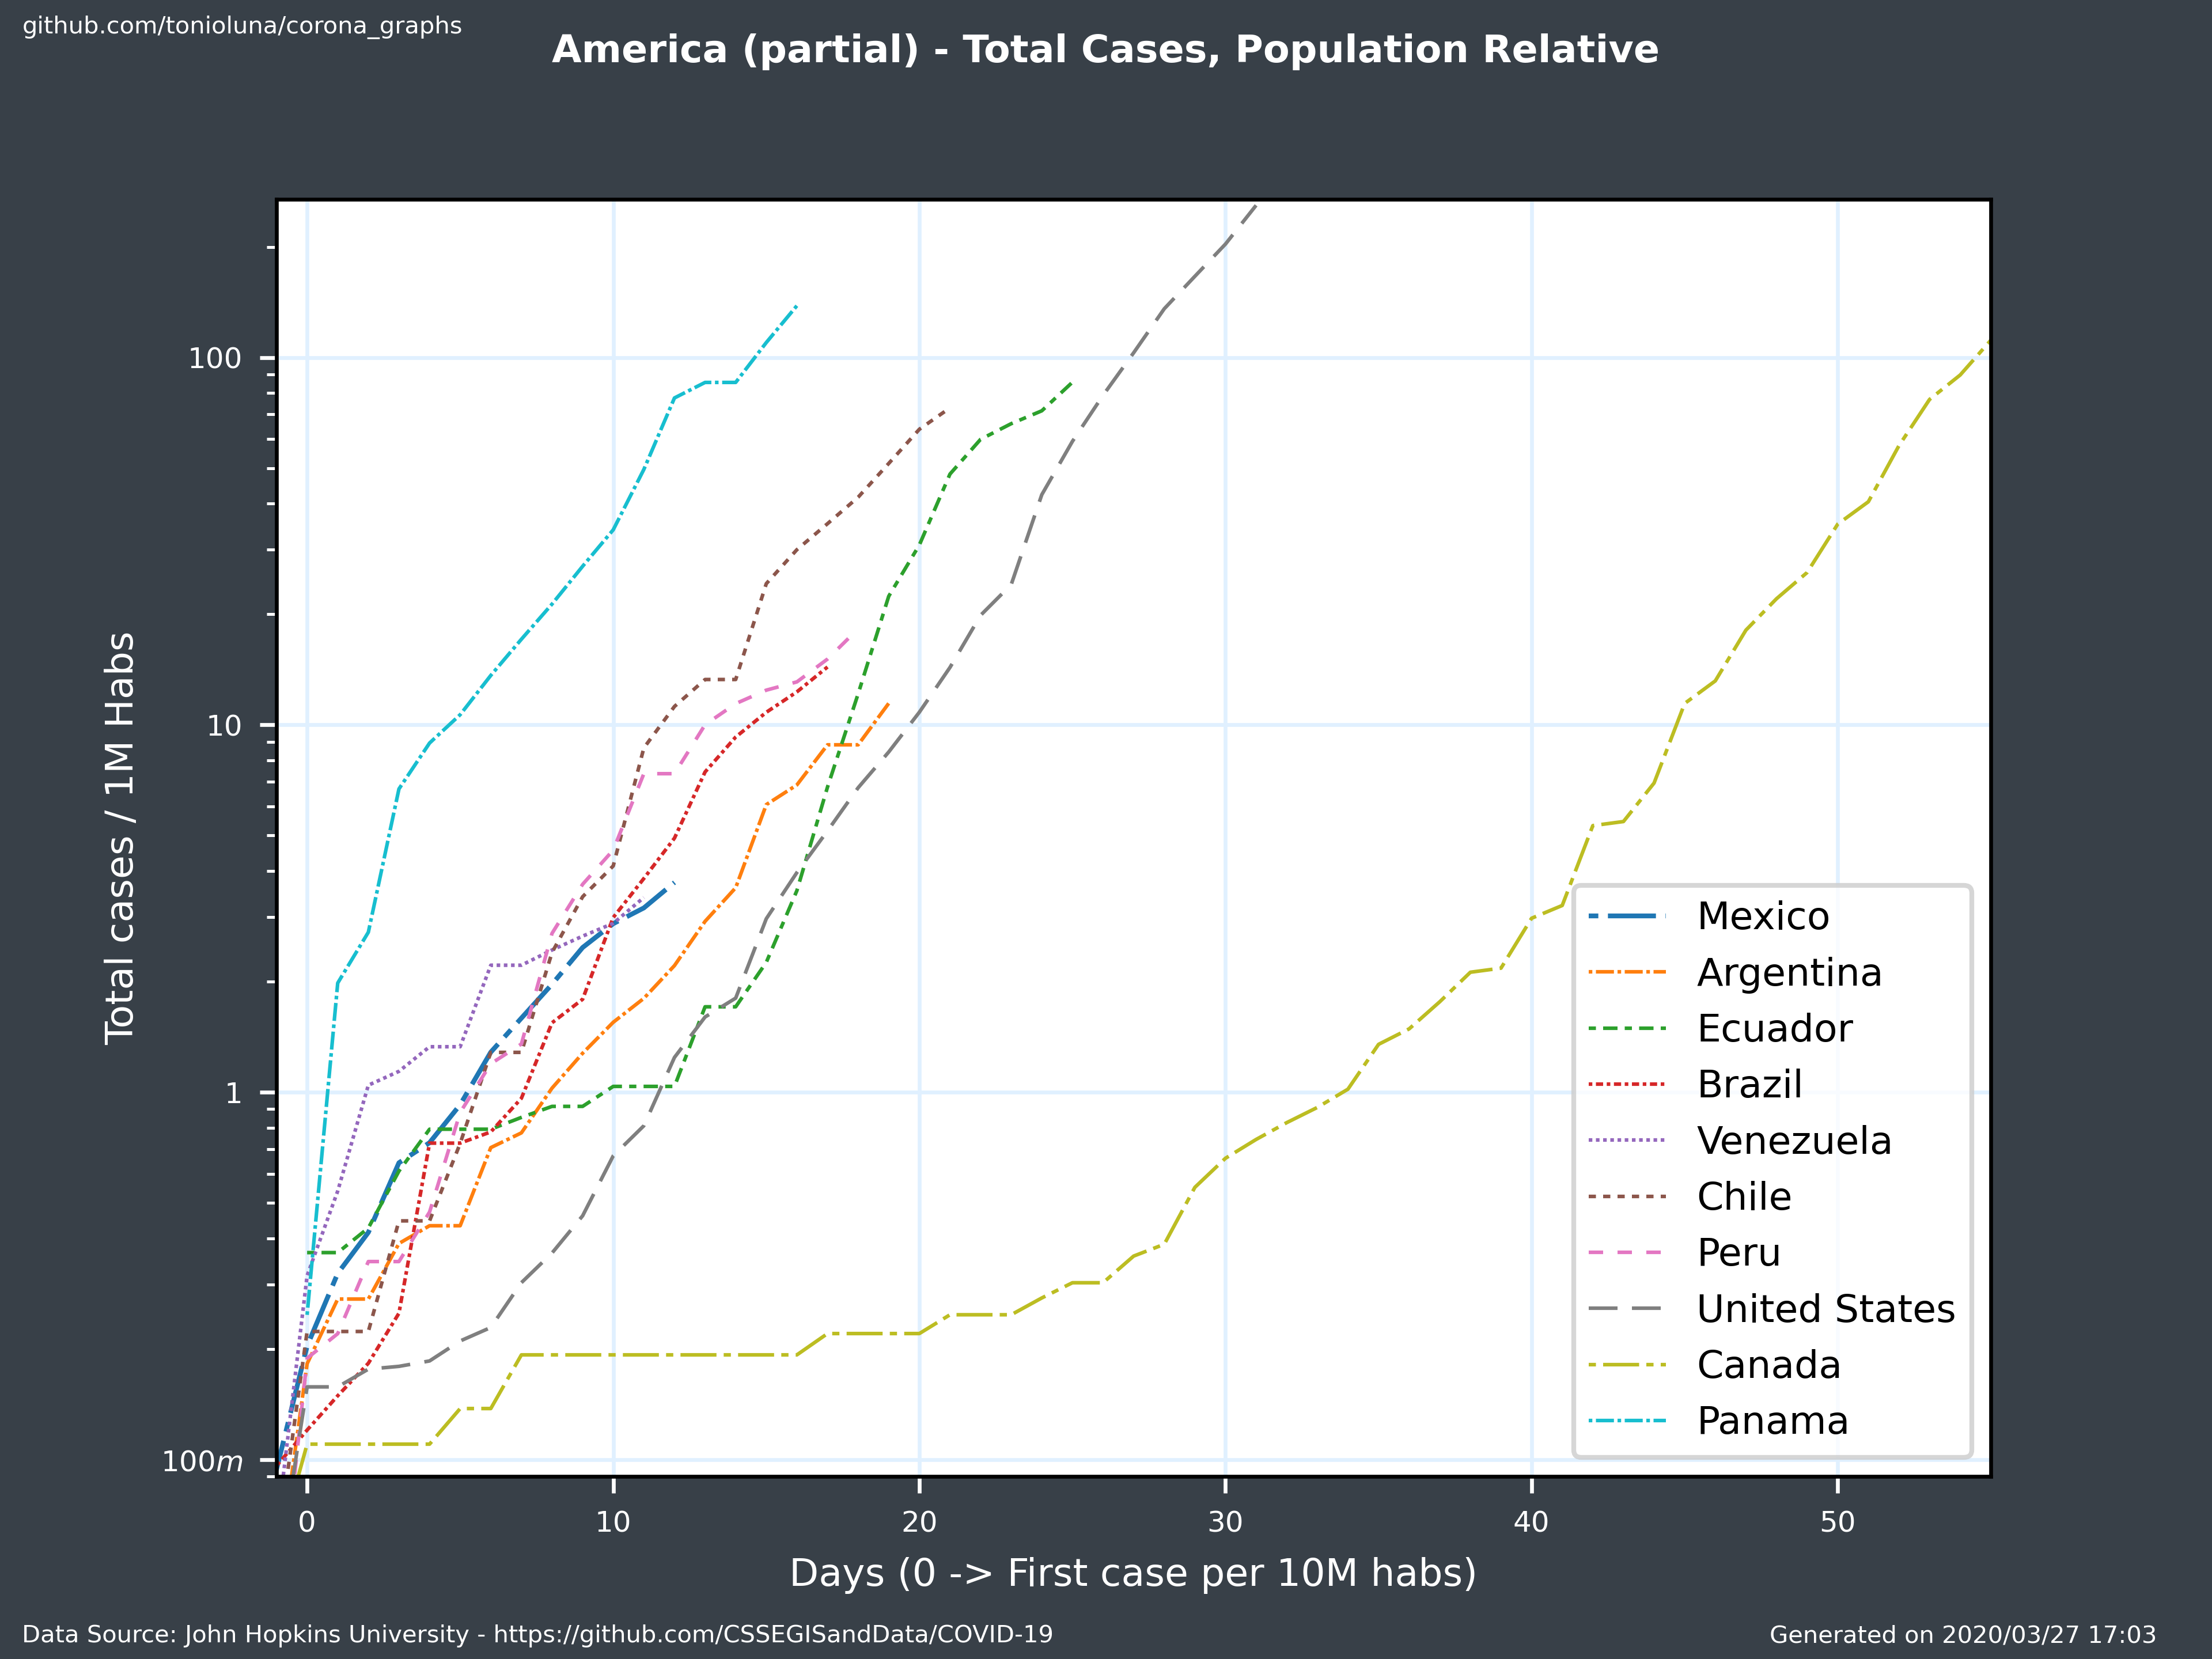 github.com/tonioluna/corona_graphs
America (partial) - Total Cases, Population Relative
Total cases / 1M Habs
100
10
1
100m
Mexico
Argentina
Ecuador
Brazil
Venezuela
Chile
Peru
United States
Canada
Panama
0 10 20 30 40 50
Days (0 -> First case per 10M habs)
Data Source: John Hopkins University - https://github.com/CSSEGISandData/COVID-19
Generated on 2020/03/27 17:03